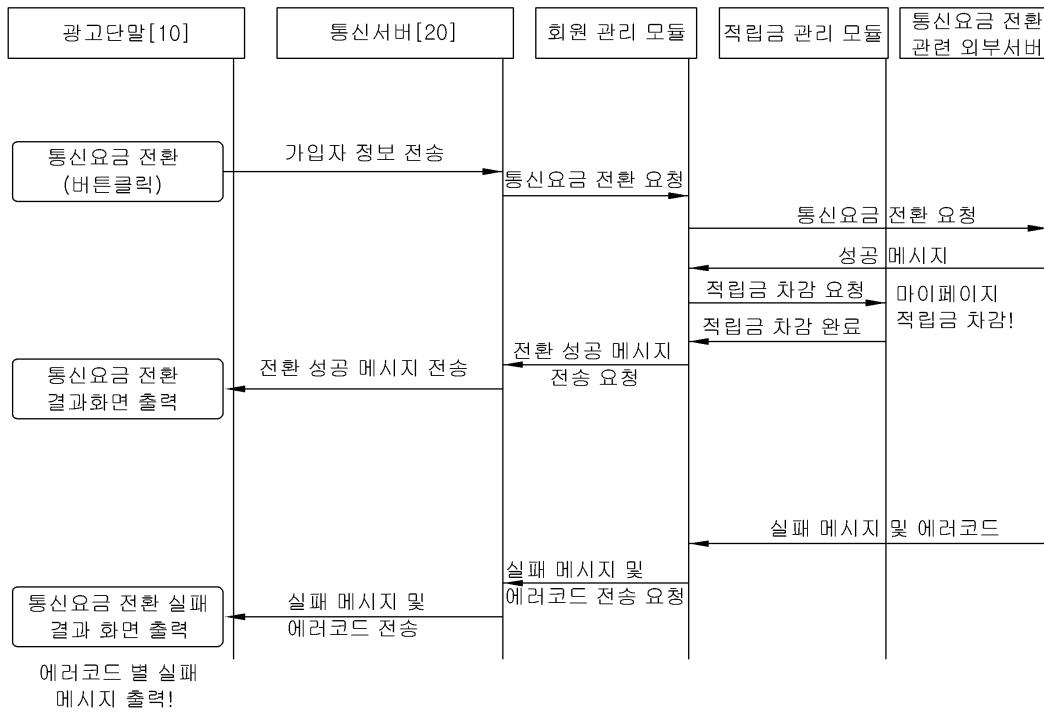 광고단말[10]
통신서버[20]
회원 관리 모듈
적립금 관리 모듈
통신요금 전환
관련 외부서버
통신요금 전환
(버튼클릭)
가입자 정보 전송
통신요금 전환 요청
통신요금 전환 요청
성공 메시지
적립금 차감 요청
마이페이지
적립금 차감!
적립금 차감 완료
전환 성공 메시지
전송 요청
전환 성공 메시지 전송
통신요금 전환
결과화면 출력
실패 메시지 및 에러코드
실패 메시지 및
에러코드 전송 요청
실패 메시지 및
에러코드 전송
통신요금 전환 실패
결과 화면 출력
에러코드 별 실패
메시지 출력!